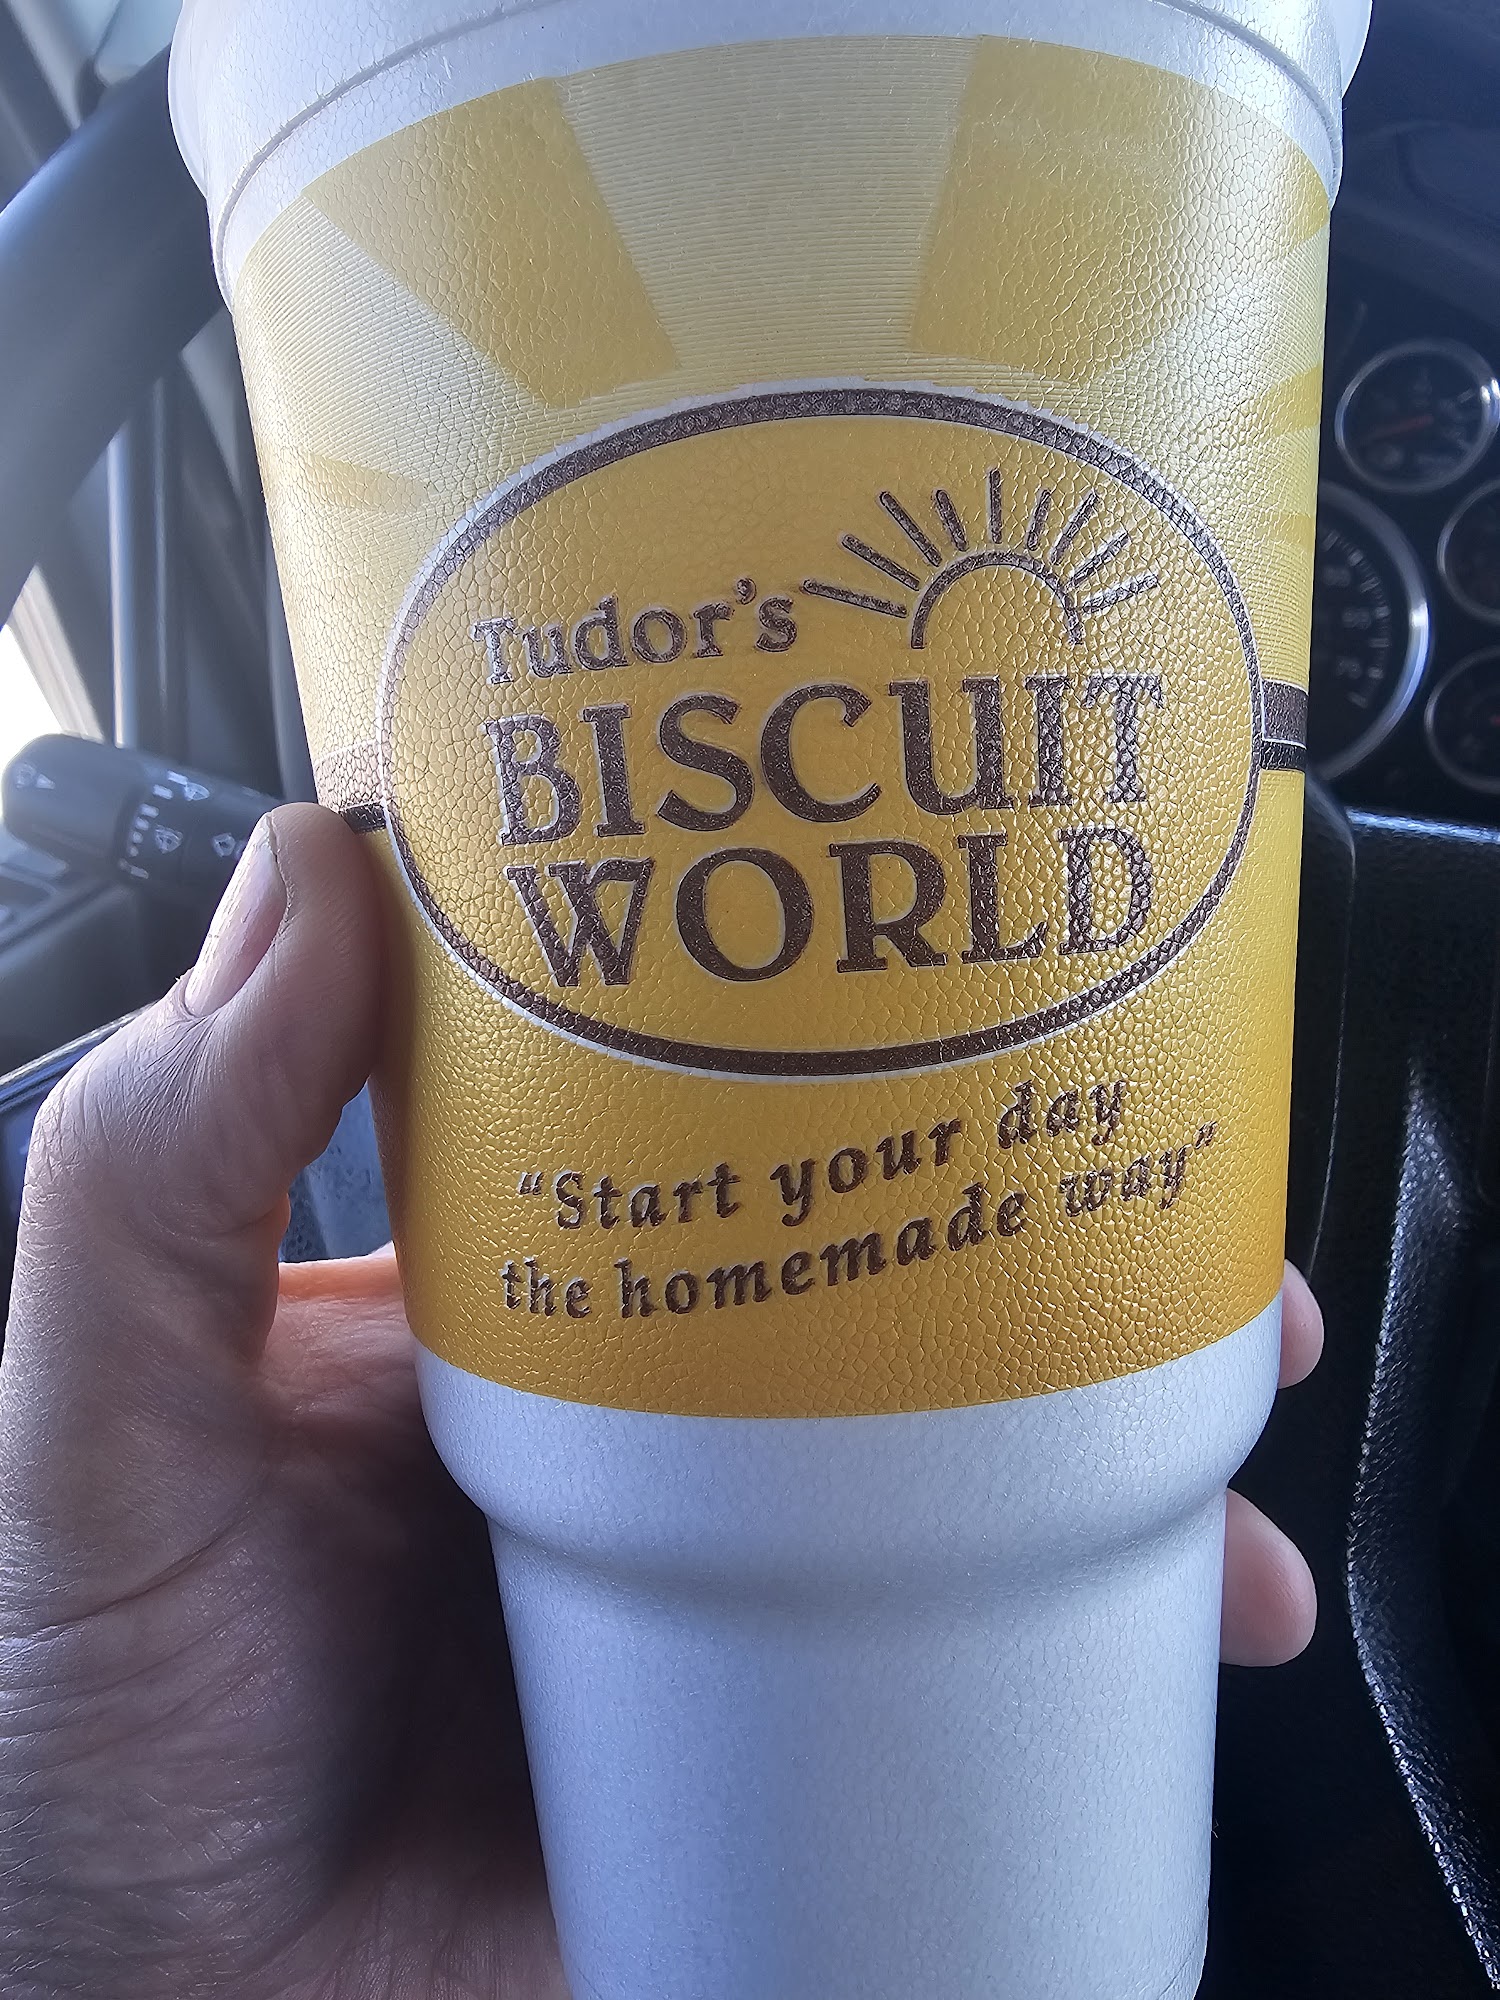 Tudor's
BISCUIT
WORLD
“Start your day
the homemade way”